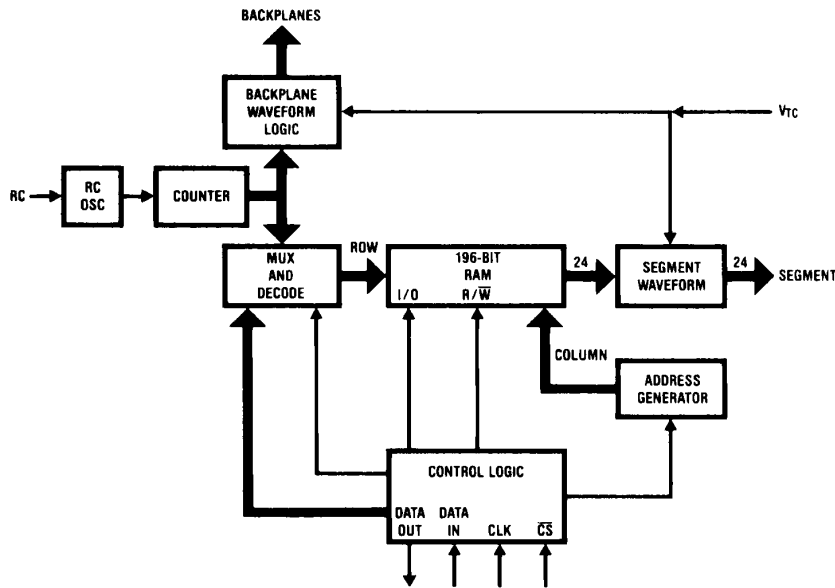 BACKPLANES
BACKPLANE
WAVEFORM
LOGIC
VTC
RC
RC
OSC
COUNTER
MUX
AND
DECODE
ROW
196-BIT
RAM
I/O R/W̅
24
SEGMENT
WAVEFORM
24
SEGMENT
COLUMN
ADDRESS
GENERATOR
CONTROL LOGIC
DATA
OUT
DATA
IN
CLK
C̅S̅